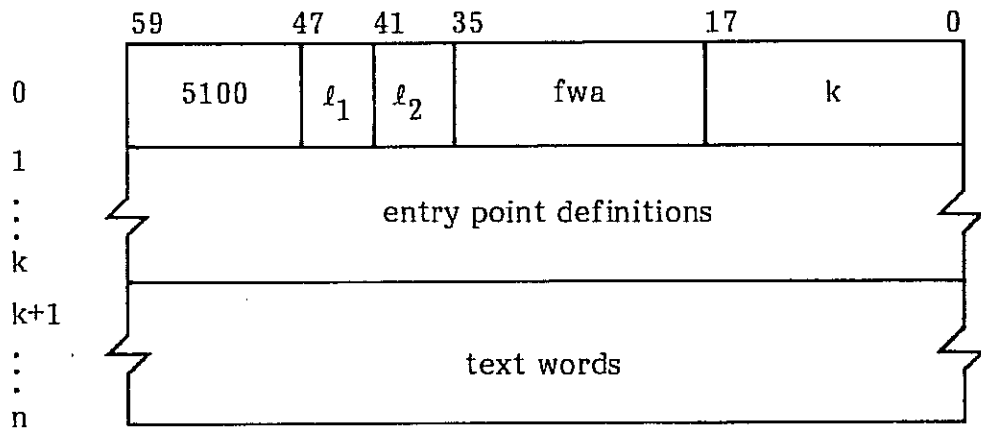 59 47 41 35 17 0
0 5100 ℓ1 ℓ2 fwa k
1
entry point definitions
k
k+1
text words
n